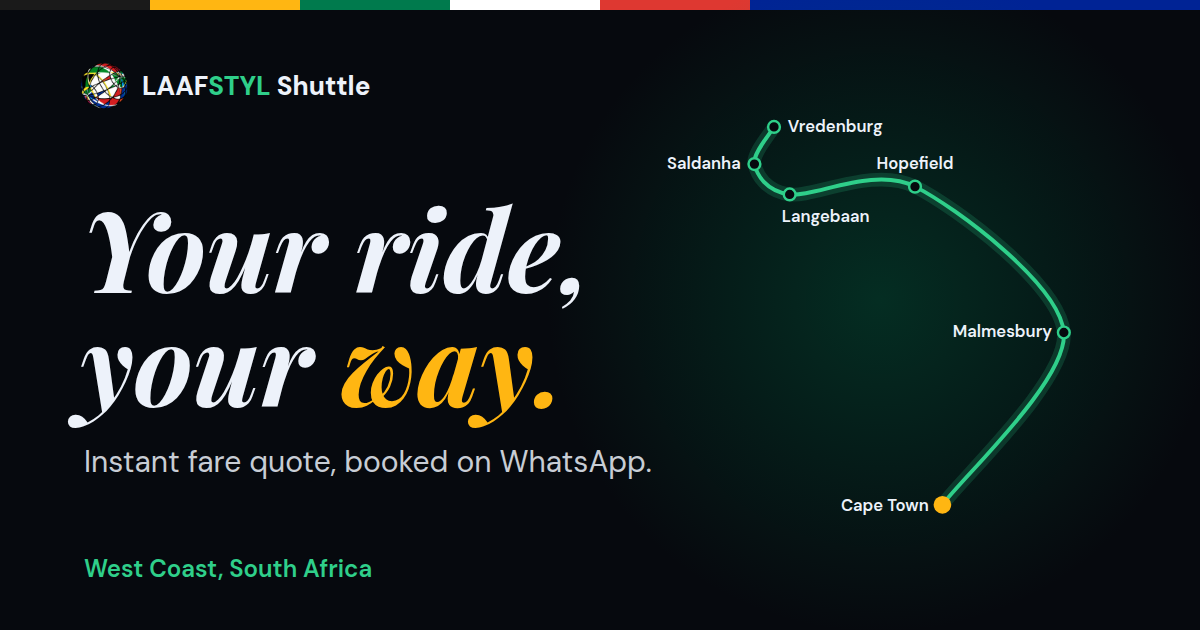 LAAFSTYL Shuttle
Your ride,
your way.
Instant fare quote, booked on WhatsApp.
West Coast, South Africa
Vredenburg
Saldanha
Hopefield
Langebaan
Malmesbury
Cape Town